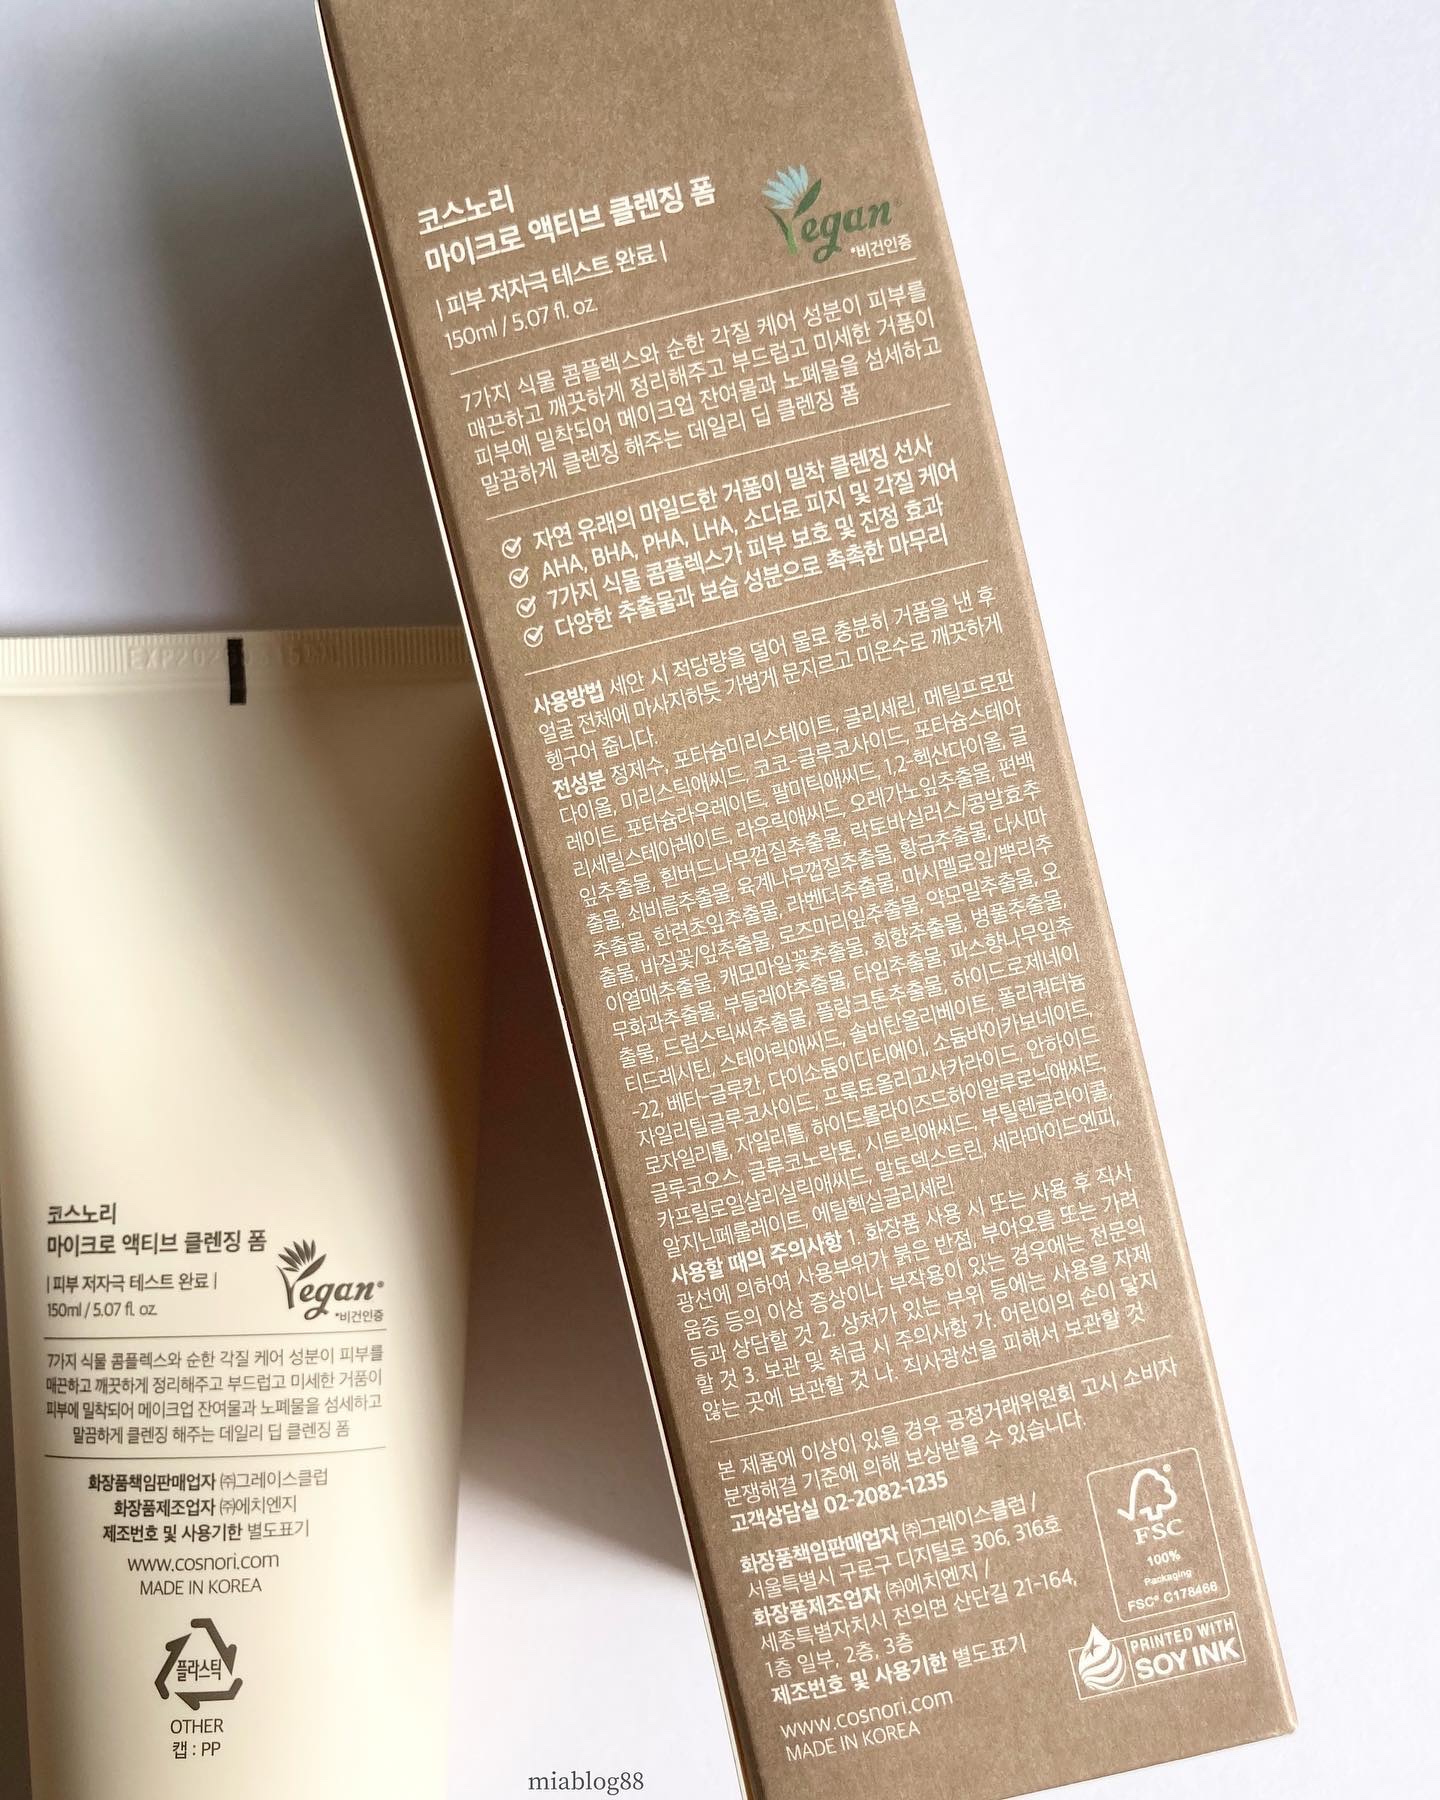 코스노리
마이크로 액티브 클렌징 폼
| 피부 저자극 테스트 완료 |
150ml / 5.07 fl. oz.
Vegan
*비건인증
7가지 식물 콤플렉스와 순한 각질 케어 성분이 피부를
매끈하고 깨끗하게 정리해주고 부드럽고 미세한 거품이
피부에 밀착되어 메이크업 잔여물과 노폐물을 섬세하고
말끔하게 클렌징 해주는 데일리 딥 클렌징 폼
자연 유래의 마일드한 거품이 밀착 클렌징 선사
AHA, BHA, PHA, LHA, 소다로 피지 및 각질 케어
7가지 식물 콤플렉스가 피부 보호 및 진정 효과
다양한 추출물과 보습 성분으로 촉촉한 마무리
사용방법 세안 시 적당량을 덜어 물로 충분히 거품을 낸 후
얼굴 전체에 마사지하듯 가볍게 문지르고 미온수로 깨끗하게
헹구어 줍니다.
전성분 정제수, 포타슘미리스테이트, 글리세린, 메틸프로판
다이올, 미리스틱애씨드, 코코-글루코사이드, 포타슘스테아
레이트, 포타슘라우레이트, 팔미틱애씨드, 1,2-헥산다이올, 글
리세릴스테아레이트, 라우릭애씨드, 오레가노잎추출물, 편백
잎추출물, 흰버드나무껍질추출물, 락토바실러스/콩발효추
출물, 쇠비름추출물, 육계나무껍질추출물, 황금추출물, 다시마
추출물, 한련초잎추출물, 라벤더추출물, 마시멜로잎/뿌리추
출물, 바질꽃/잎추출물, 로즈마리잎추출물, 약모밀추출물, 오
이열매추출물, 캐모마일꽃추출물, 회향추출물, 병풀추출물,
무화과추출물, 부들레아추출물, 타임추출물, 파스향나무잎추
출물, 드럼스틱씨추출물, 플랑크톤추출물, 하이드로제네이
티드레시틴, 스테아릭애씨드, 솔비탄올리베이트, 폴리쿼터늄
-22, 베타-글루칸, 다이소듐이디티에이, 소듐바이카보네이트,
자일리틸글루코사이드, 프룩토올리고사카라이드, 안하이드
로자일리톨, 자일리톨, 하이드롤라이즈드하이알루로닉애씨드,
글루코오스, 글루코노락톤, 시트릭애씨드, 부틸렌글라이콜,
카프릴로일살리실릭애씨드, 말토덱스트린, 세라마이드엔피,
알지닌페룰레이트, 에틸헥실글리세린
사용할 때의 주의사항 1. 화장품 사용 시 또는 사용 후 직사
광선에 의하여 사용부위가 붉은 반점, 부어오름 또는 가려
움증 등의 이상 증상이나 부작용이 있는 경우에는 전문의
등과 상담할 것 2. 상처가 있는 부위 등에는 사용을 자제
할 것 3. 보관 및 취급 시 주의사항 가. 어린이의 손이 닿지
않는 곳에 보관할 것 나. 직사광선을 피해서 보관할 것
본 제품에 이상이 있을 경우 공정거래위원회 고시 소비자
분쟁해결 기준에 의해 보상받을 수 있습니다.
고객상담실 02-2082-1235
화장품책임판매업자 ㈜그레이스클럽 /
서울특별시 구로구 디지털로 306, 316호
화장품제조업자 ㈜에치엔지 /
세종특별자치시 전의면 산단길 21-164,
1층 일부, 2층, 3층
제조번호 및 사용기한 별도표기
www.cosnori.com
MADE IN KOREA
FSC
100%
Packaging
FSC® C178466
PRINTED WITH
SOY INK
코스노리
마이크로 액티브 클렌징 폼
| 피부 저자극 테스트 완료 |
150ml / 5.07 fl. oz.
Vegan®
*비건인증
7가지 식물 콤플렉스와 순한 각질 케어 성분이 피부를
매끈하고 깨끗하게 정리해주고 부드럽고 미세한 거품이
피부에 밀착되어 메이크업 잔여물과 노폐물을 섬세하고
말끔하게 클렌징 해주는 데일리 딥 클렌징 폼
화장품책임판매업자 ㈜그레이스클럽
화장품제조업자 ㈜에치엔지
제조번호 및 사용기한 별도표기
www.cosnori.com
MADE IN KOREA
플라스틱
OTHER
캡 : PP
miablog88